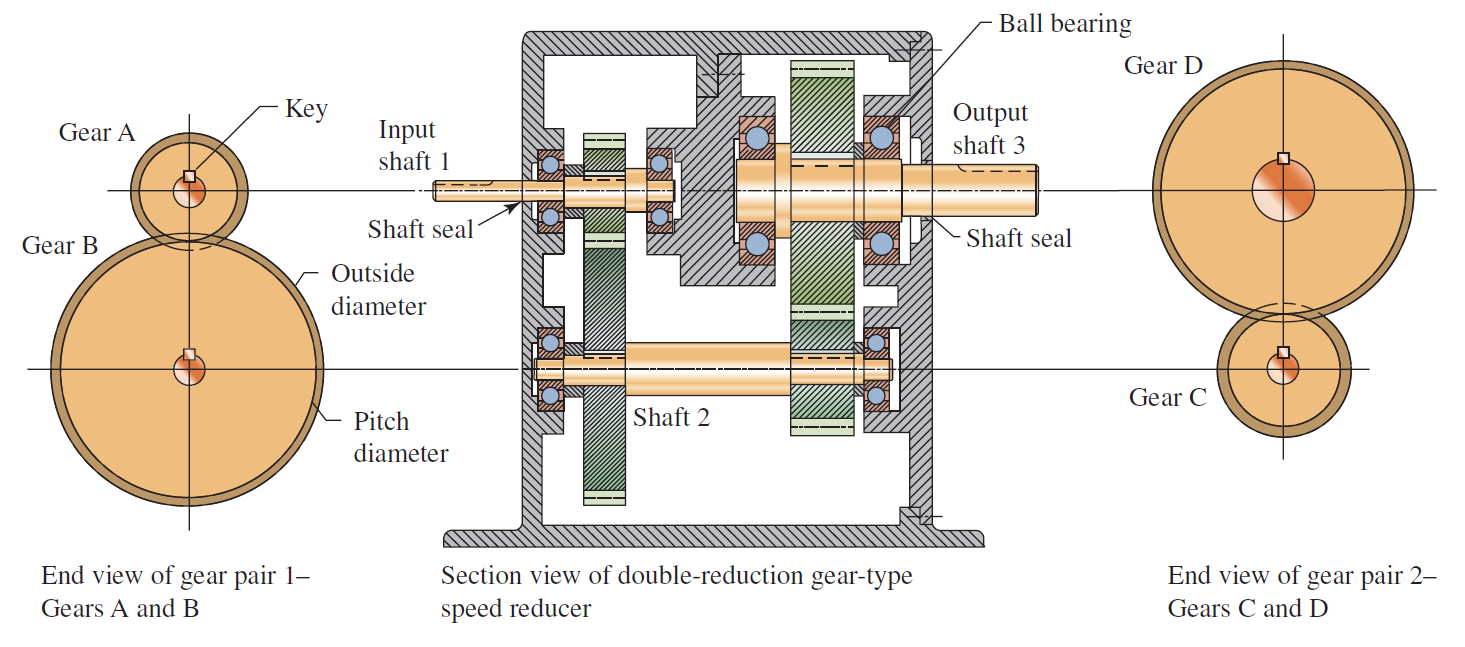 Ball bearing
Gear D
Key
Gear A
Input
shaft 1
Output
shaft 3
Shaft seal
Gear B
Shaft seal
Outside
diameter
Gear C
Shaft 2
Pitch
diameter
End view of gear pair 1–
Gears A and B
Section view of double-reduction gear-type
speed reducer
End view of gear pair 2–
Gears C and D